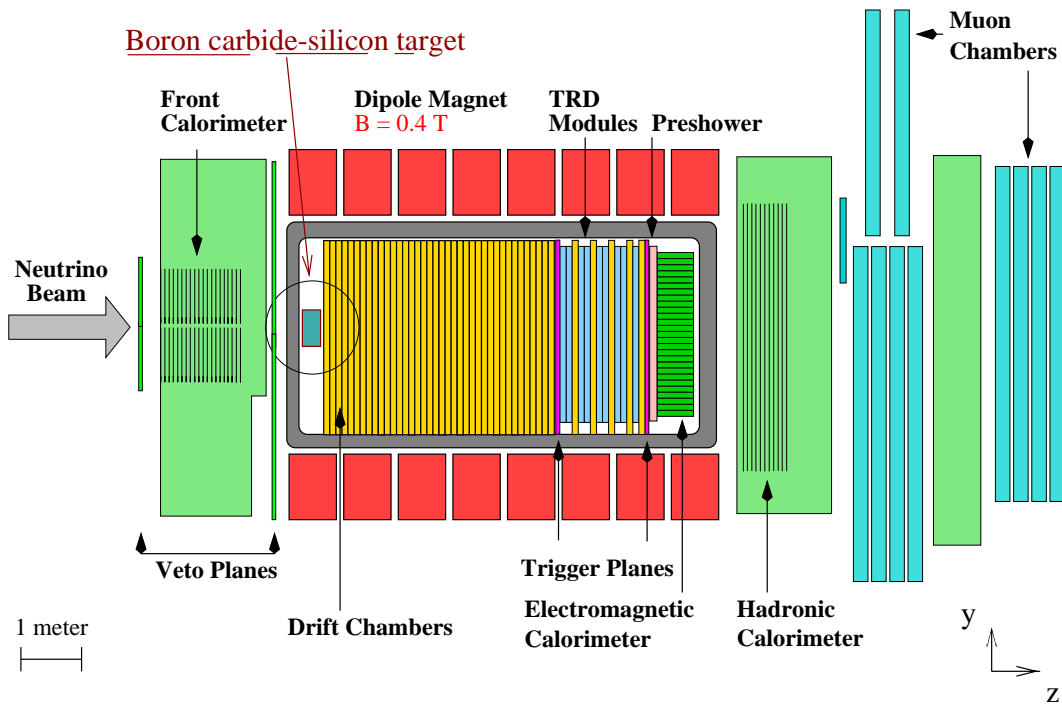 Boron carbide-silicon target
Muon
Chambers
Front
Calorimeter
Dipole Magnet
B = 0.4 T
TRD
Modules
Preshower
Neutrino
Beam
Veto Planes
Drift Chambers
Trigger Planes
Electromagnetic
Calorimeter
Hadronic
Calorimeter
1 meter
y
z